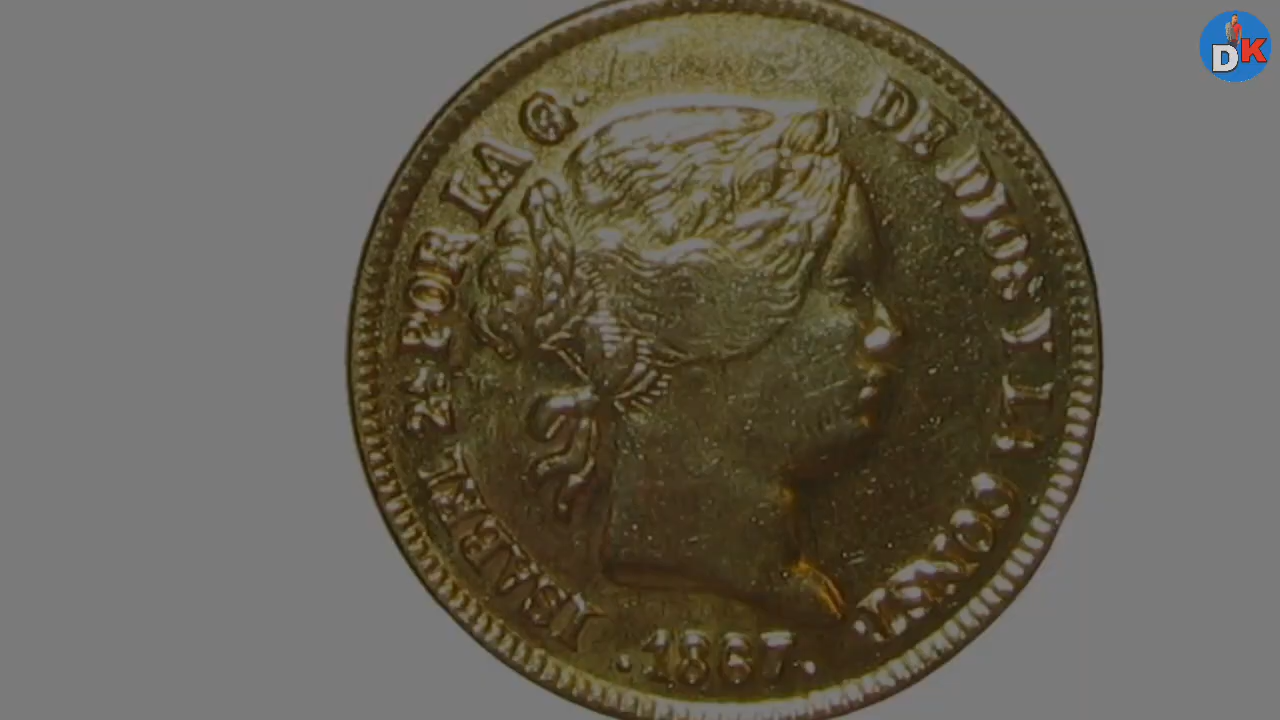 ISABEL 2ª POR LA G. DE DIOS Y LA CONST.
.1867.
DK